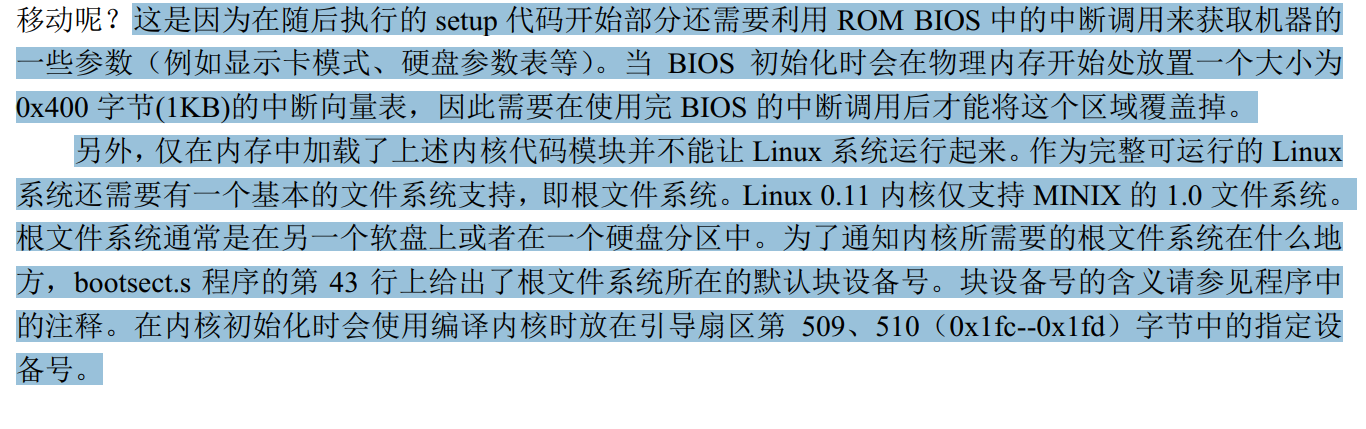 移动呢？这是因为在随后执行的 setup 代码开始部分还需要利用 ROM BIOS 中的中断调用来获取机器的
一些参数（例如显示卡模式、硬盘参数表等）。当 BIOS 初始化时会在物理内存开始处放置一个大小为
0x400 字节(1KB)的中断向量表，因此需要在使用完 BIOS 的中断调用后才能将这个区域覆盖掉。
另外，仅在内存中加载了上述内核代码模块并不能让 Linux 系统运行起来。作为完整可运行的 Linux
系统还需要有一个基本的文件系统支持，即根文件系统。Linux 0.11 内核仅支持 MINIX 的 1.0 文件系统。
根文件系统通常是在另一个软盘上或者在一个硬盘分区中。为了通知内核所需要的根文件系统在什么地
方，bootsect.s 程序的第 43 行上给出了根文件系统所在的默认块设备号。块设备号的含义请参见程序中
的注释。在内核初始化时会使用编译内核时放在引导扇区第 509、510（0x1fc--0x1fd）字节中的指定设
备号。